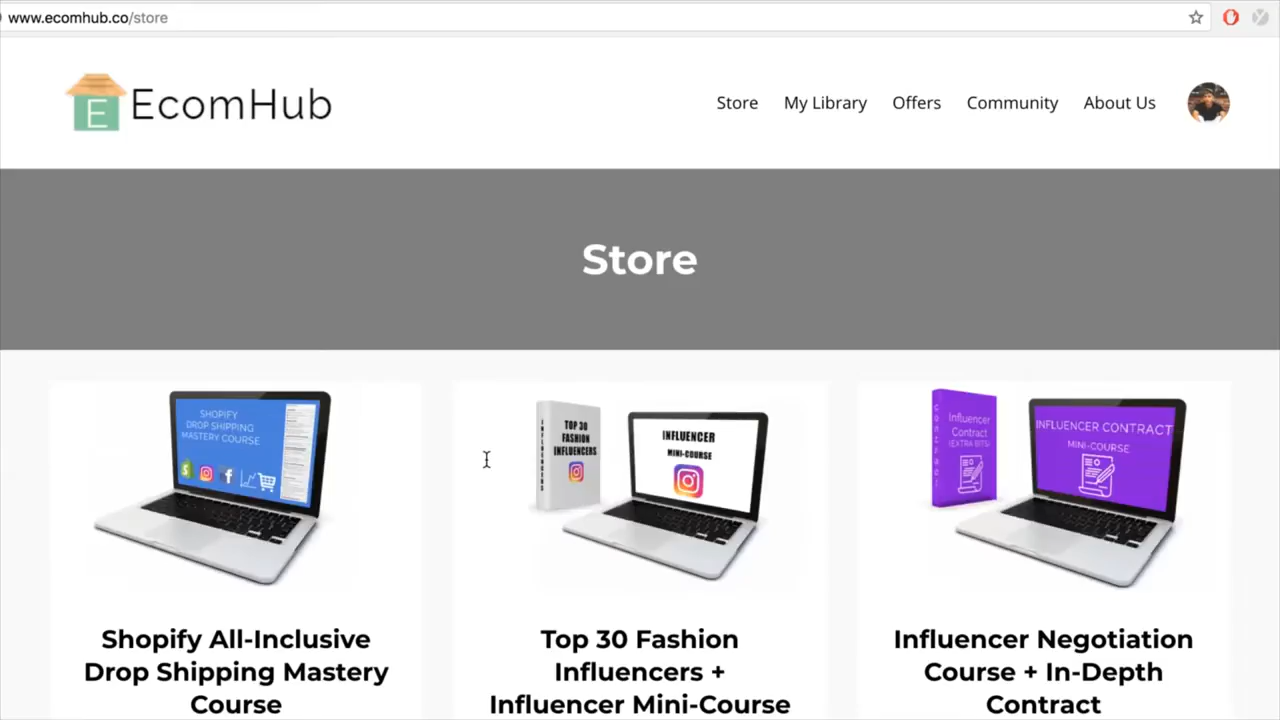 www.ecomhub.co/store
E EcomHub
Store
My Library
Offers
Community
About Us
Store
SHOPIFY
DROP SHIPPING
MASTERY COURSE
INFLUENCERS
TOP 30
FASHION
INFLUENCERS
INFLUENCER
MINI-COURSE
contract
Influencer
Contract
(EXTRA BITS)
INFLUENCER CONTRACT
MINI-COURSE
Shopify All-Inclusive
Drop Shipping Mastery
Course
Top 30 Fashion
Influencers +
Influencer Mini-Course
Influencer Negotiation
Course + In-Depth
Contract